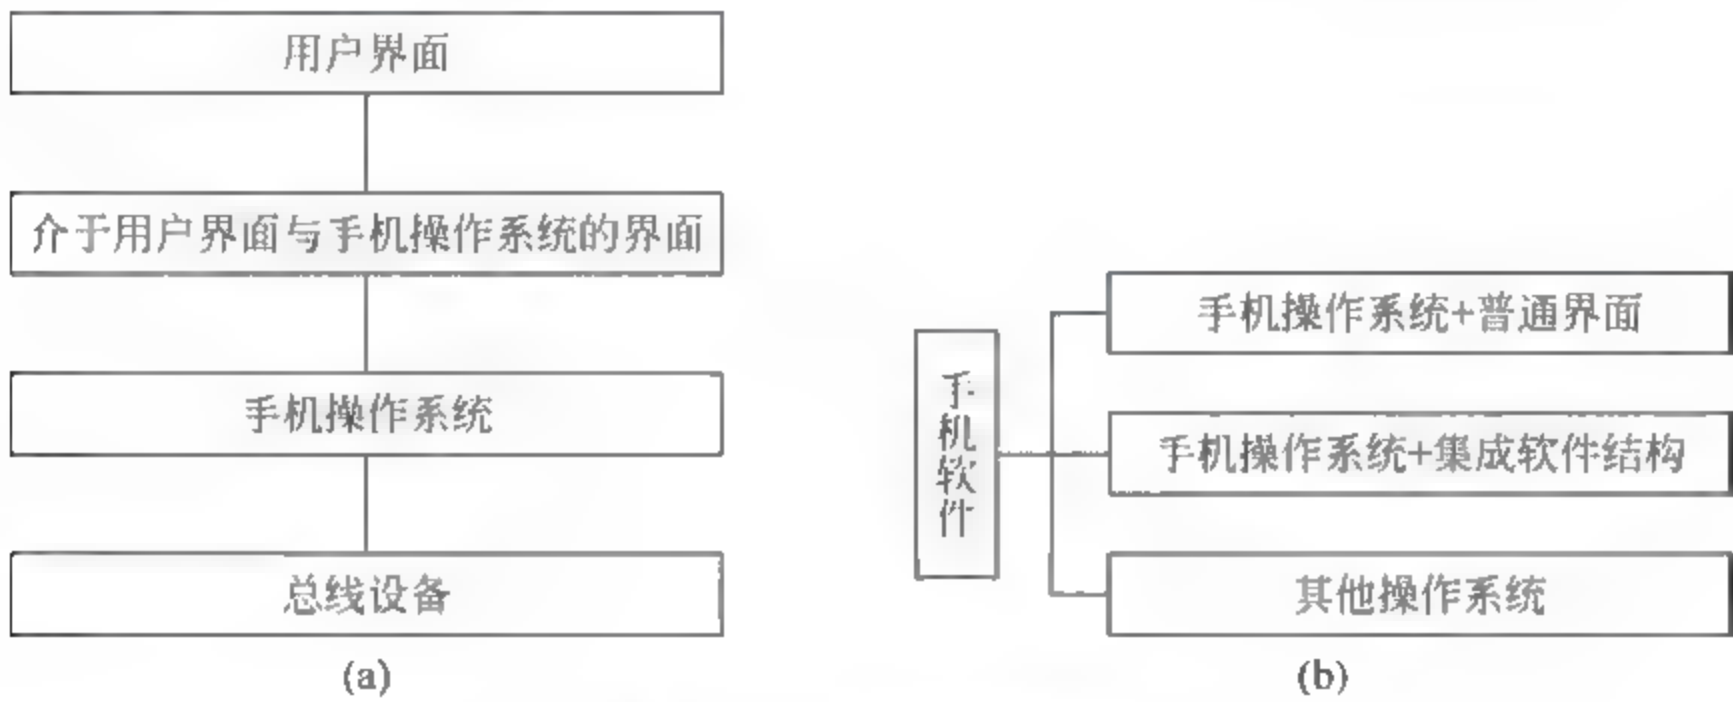 用户界面
介于用户界面与手机操作系统的界面
手机操作系统
总线设备
(a)
手机软件
手机操作系统+普通界面
手机操作系统+集成软件结构
其他操作系统
(b)